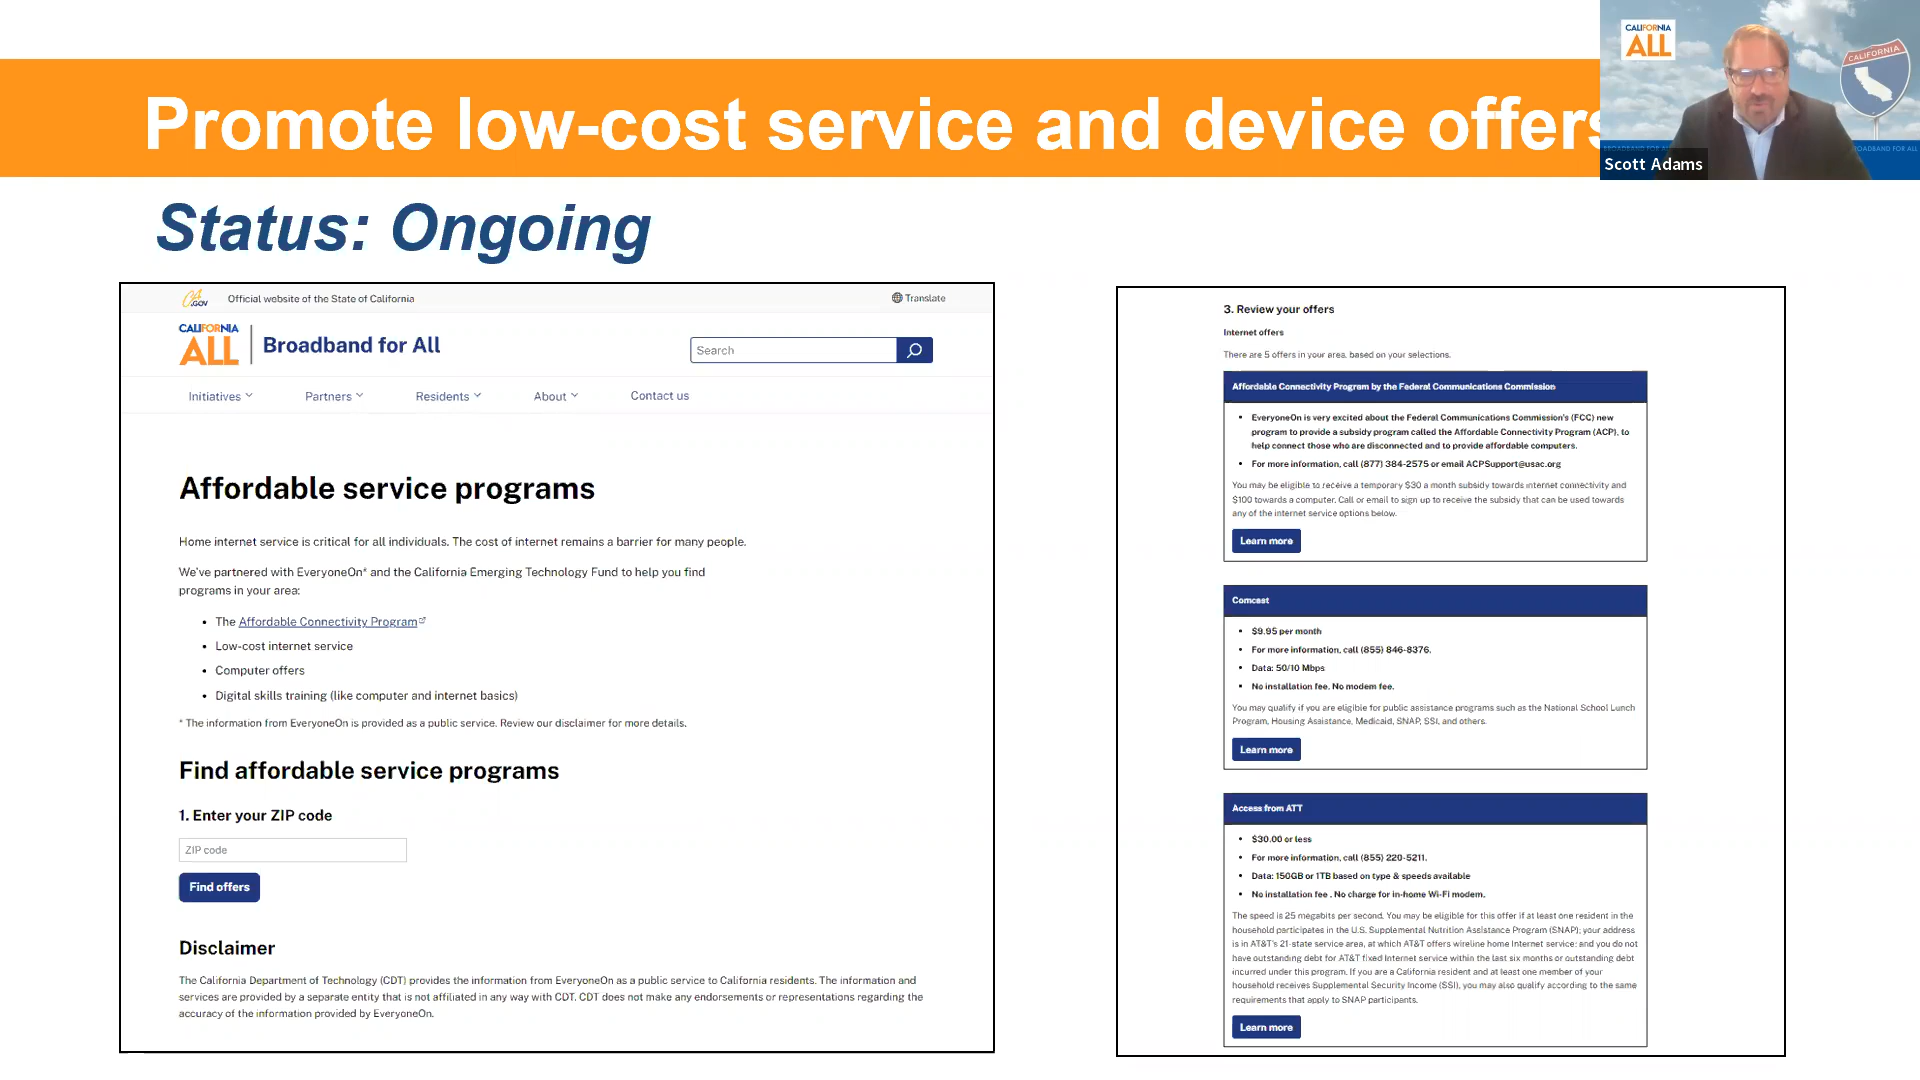 Promote low-cost service and device offers
CALIFORNIA
ALL
CALIFORNIA
BROADBAND FOR ALL
Scott Adams
Status: Ongoing
CA.GOV
Official website of the State of California
Translate
CALIFORNIA
ALL
Broadband for All
Search
Initiatives
Partners
Residents
About
Contact us
Affordable service programs
Home internet service is critical for all individuals. The cost of internet remains a barrier for many people.
We've partnered with EveryoneOn* and the California Emerging Technology Fund to help you find
programs in your area:
• The Affordable Connectivity Program
• Low-cost internet service
• Computer offers
• Digital skills training (like computer and internet basics)
* The information from EveryoneOn is provided as a public service. Review our disclaimer for more details.
Find affordable service programs
1. Enter your ZIP code
ZIP code
Find offers
Disclaimer
The California Department of Technology (CDT) provides the information from EveryoneOn as a public service to California residents. The information and
services are provided by a separate entity that is not affiliated in any way with CDT. CDT does not make any endorsements or representations regarding the
accuracy of the information provided by EveryoneOn.
3. Review your offers
Internet offers
There are 5 offers in your area, based on your selections.
Affordable Connectivity Program by the Federal Communications Commission
• EveryoneOn is very excited about the Federal Communications Commission's (FCC) new
program to provide a subsidy program called the Affordable Connectivity Program (ACP), to
help connect those who are disconnected and to provide affordable computers.
• For more information, call (877) 384-2575 or email ACPSupport@usac.org
You may be eligible to receive a temporary $30 a month subsidy towards internet connectivity and
$100 towards a computer. Call or email to sign up to receive the subsidy that can be used towards
any of the internet service options below.
Learn more
Comcast
• $9.95 per month
• For more information, call (855) 846-8376.
• Data: 50/10 Mbps
• No installation fee. No modem fee.
You may qualify if you are eligible for public assistance programs such as the National School Lunch
Program, Housing Assistance, Medicaid, SNAP, SSI, and others.
Learn more
Access from ATT
• $30.00 or less
• For more information, call (855) 220-5211.
• Data: 150GB or 1TB based on type & speeds available
• No installation fee . No charge for in-home Wi-Fi modem.
The speed is 25 megabits per second. You may be eligible for this offer if at least one resident in the
household participates in the U.S. Supplemental Nutrition Assistance Program (SNAP); your address
is in AT&T's 21-state service area, at which AT&T offers wireline home Internet service; and you do not
have outstanding debt for AT&T fixed Internet service within the last six months or outstanding debt
incurred under this program. If you are a California resident and at least one member of your
household receives Supplemental Security Income (SSI), you may also qualify according to the same
requirements that apply to SNAP participants.
Learn more